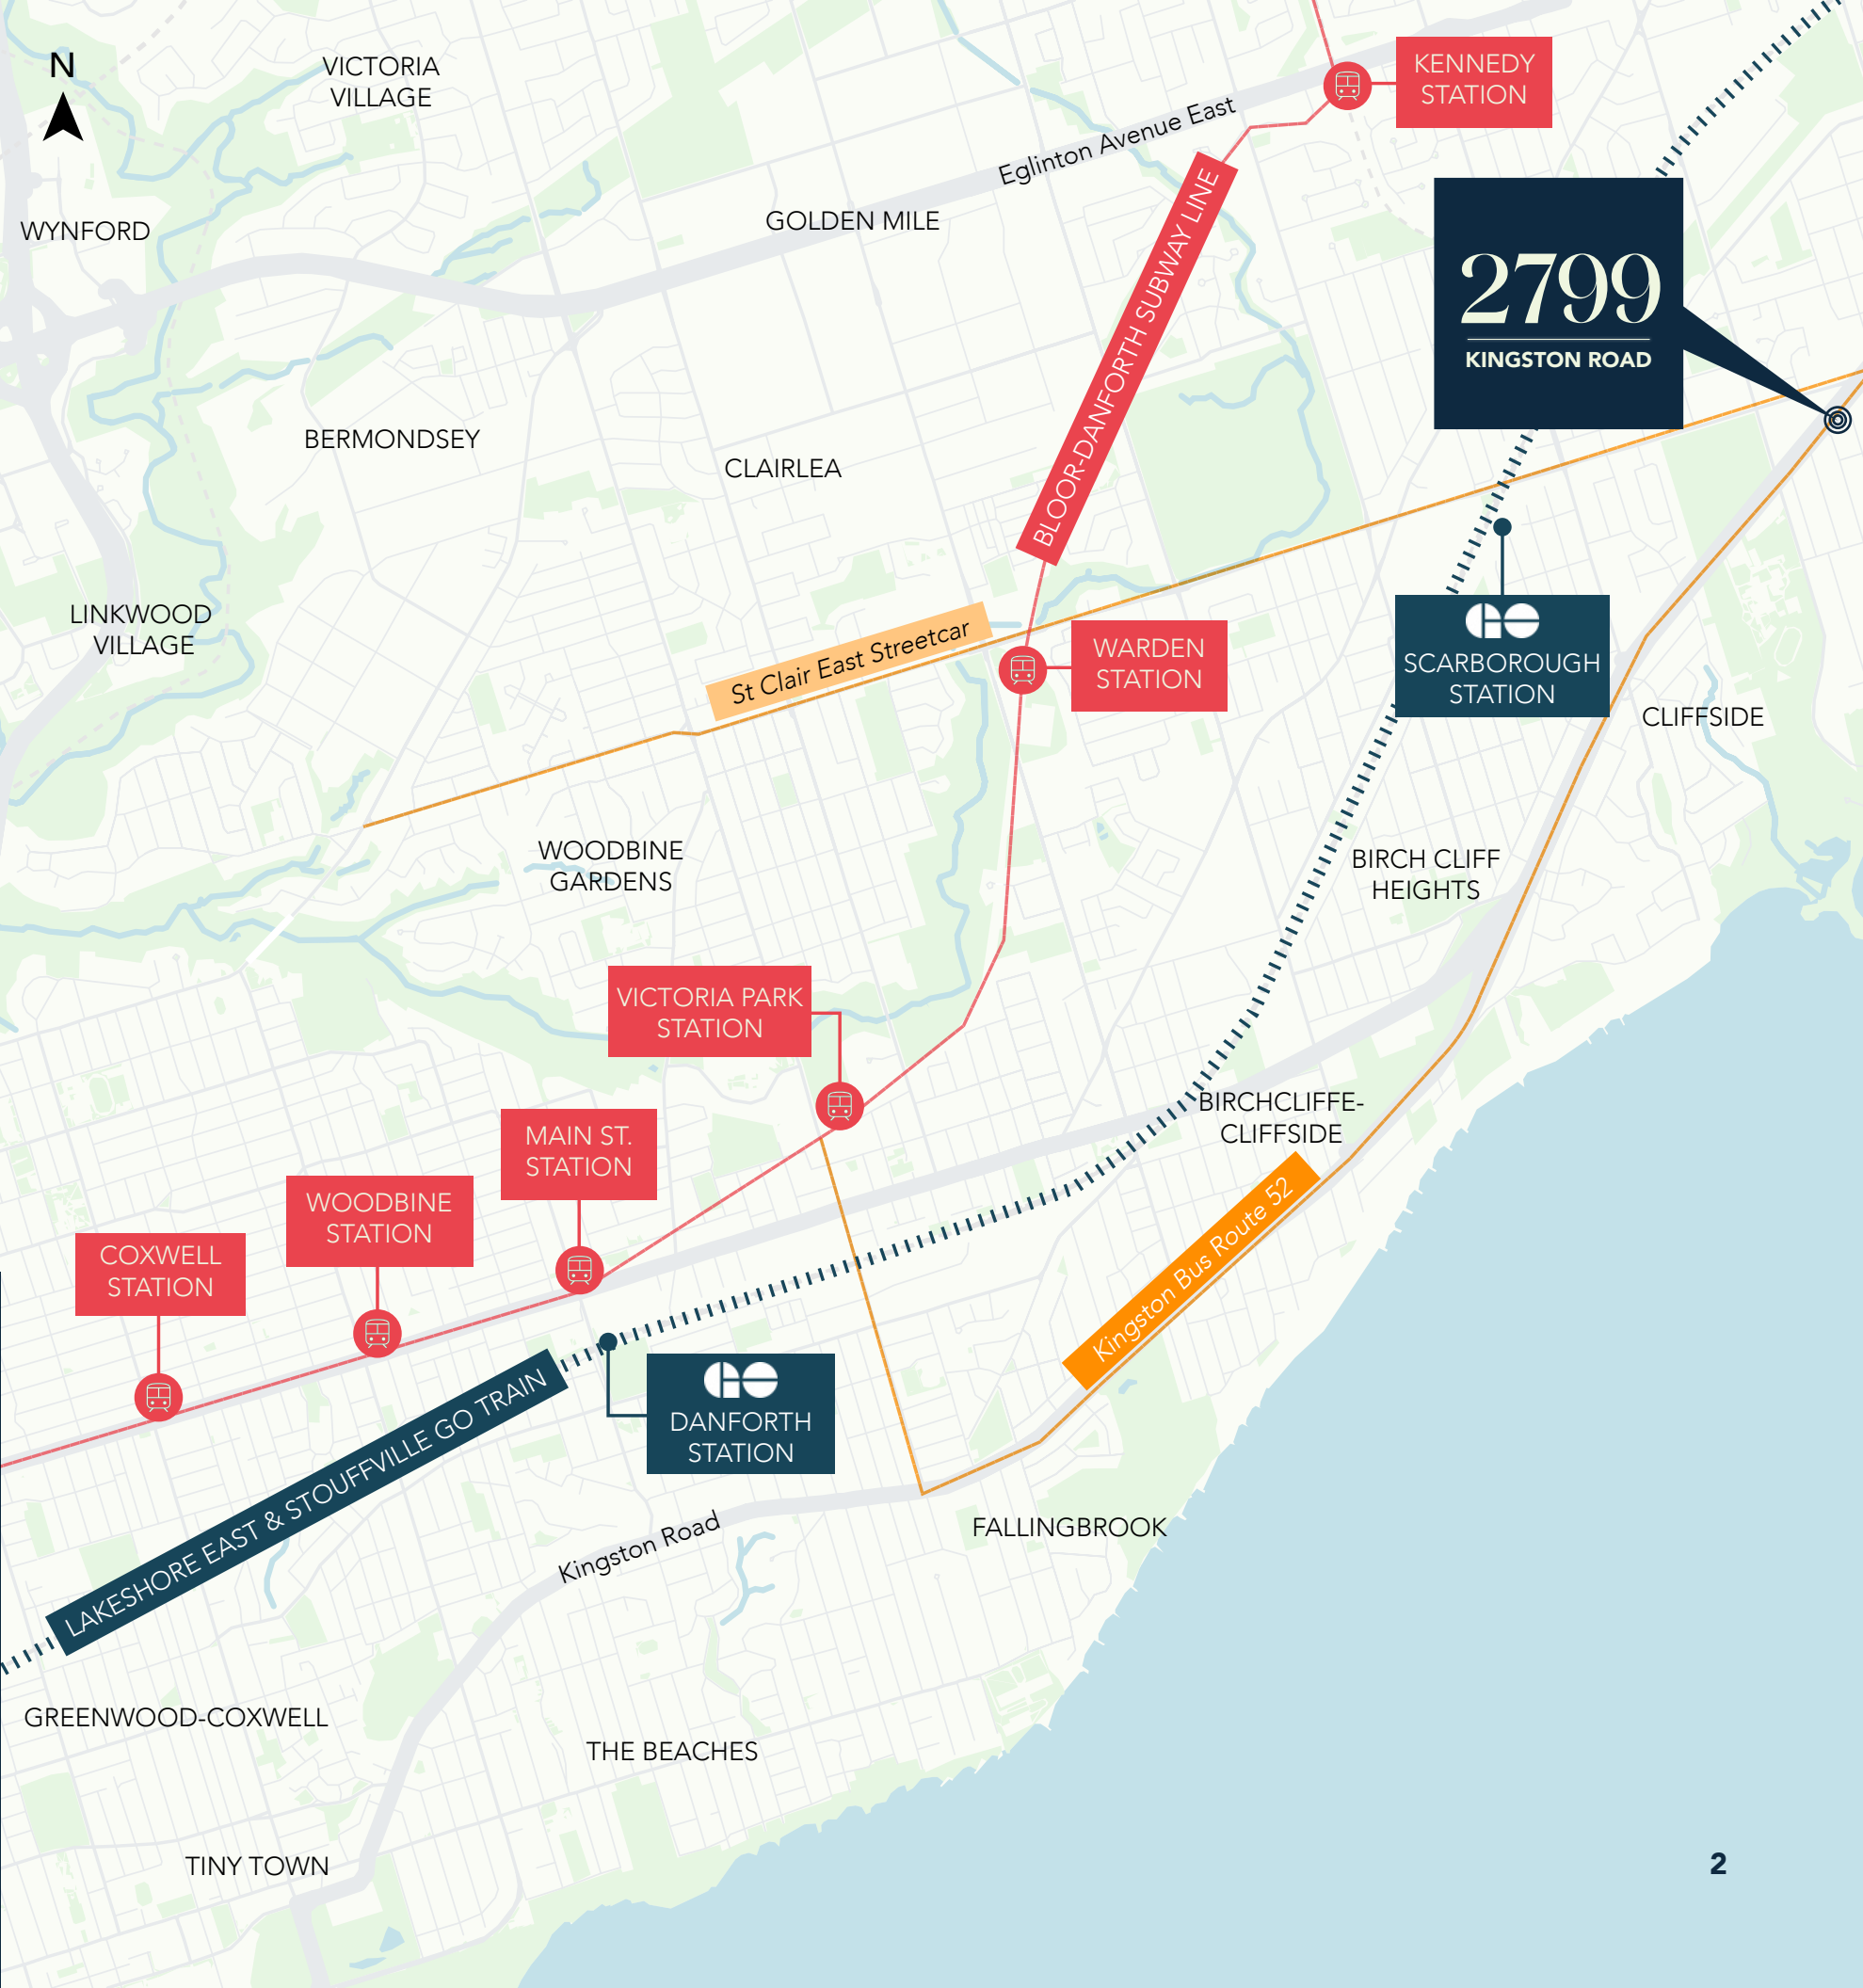 N
VICTORIA
VILLAGE
KENNEDY
STATION
Eglinton Avenue East
WYNFORD
GOLDEN MILE
BLOOR-DANFORTH SUBWAY LINE
2799
KINGSTON ROAD
BERMONDSEY
CLAIRLEA
LINKWOOD
VILLAGE
St Clair East Streetcar
WARDEN
STATION
GO
SCARBOROUGH
STATION
CLIFFSIDE
WOODBINE
GARDENS
BIRCH CLIFF
HEIGHTS
VICTORIA PARK
STATION
BIRCHCLIFFE-
CLIFFSIDE
MAIN ST.
STATION
WOODBINE
STATION
COXWELL
STATION
Kingston Bus Route 52
LAKESHORE EAST & STOUFFVILLE GO TRAIN
GO
DANFORTH
STATION
Kingston Road
FALLINGBROOK
GREENWOOD-COXWELL
THE BEACHES
TINY TOWN
2